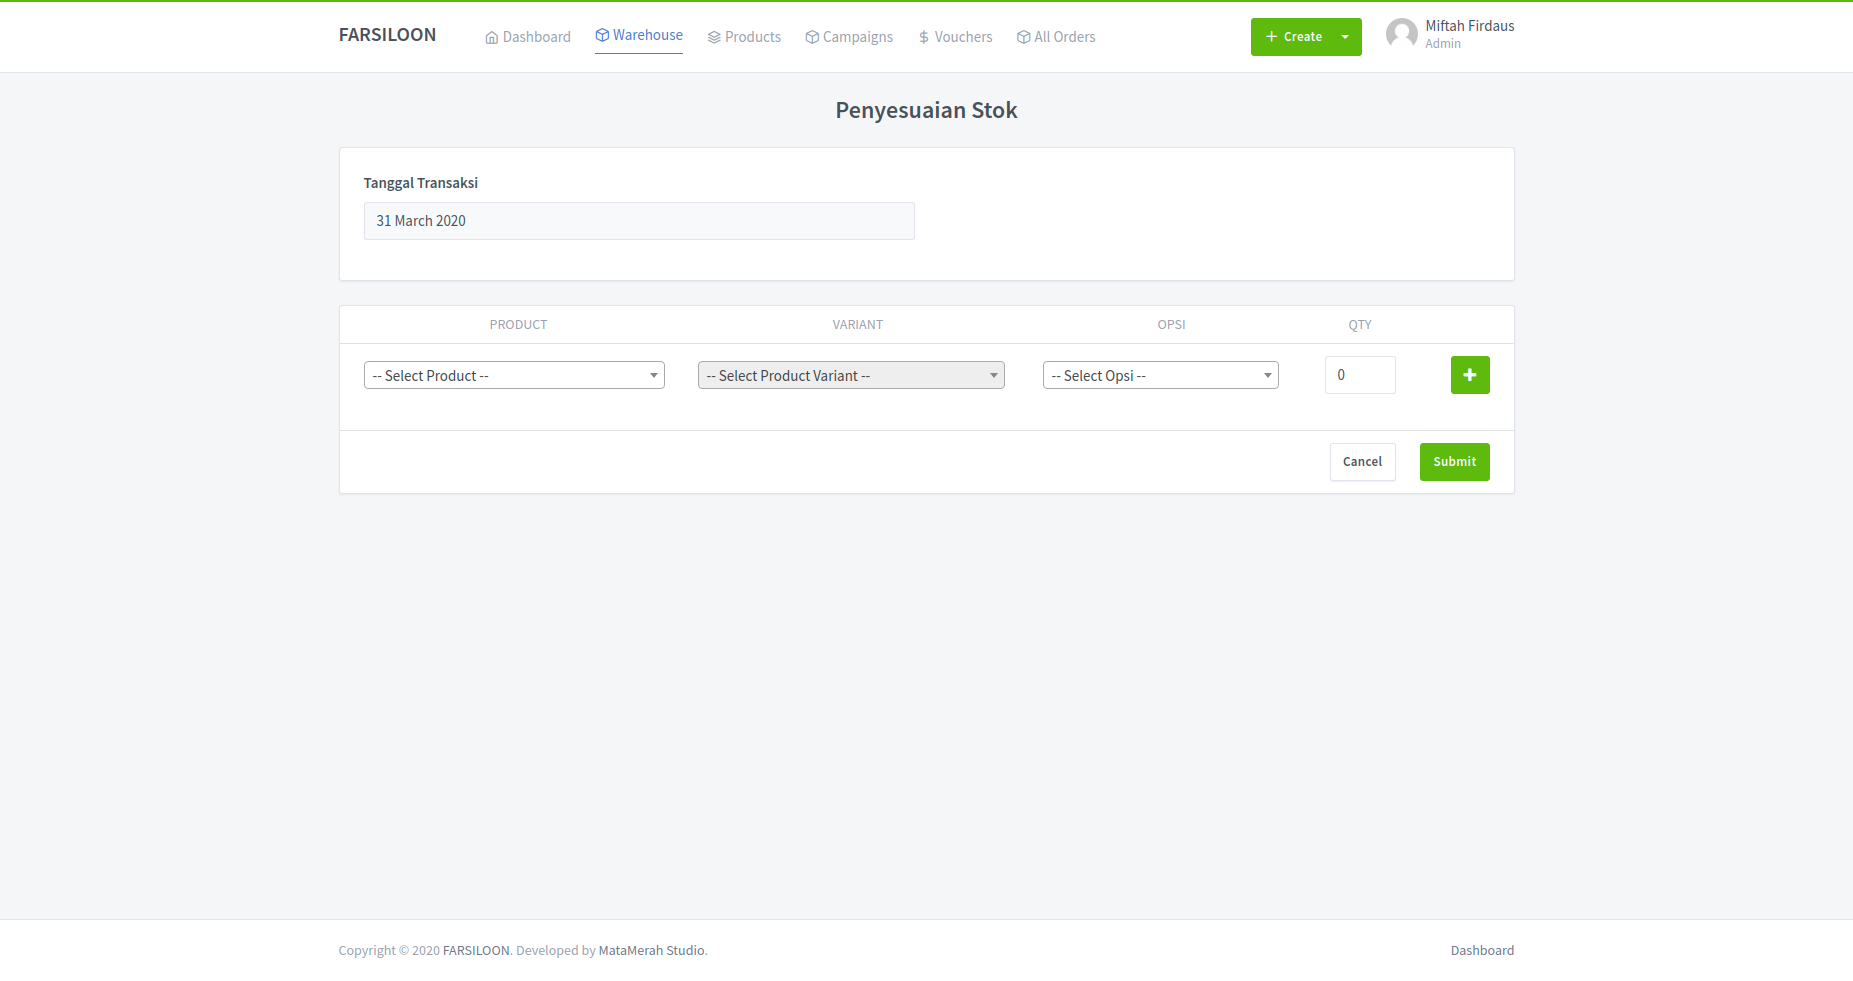 FARSILOON Dashboard Warehouse Products Campaigns Vouchers All Orders Create Miftah Firdaus
Admin
Penyesuaian Stok
Tanggal Transaksi
31 March 2020
PRODUCT VARIANT OPSI QTY
-- Select Product -- -- Select Product Variant -- -- Select Opsi -- 0
Cancel Submit
Copyright © 2020 FARSILOON. Developed by MataMerah Studio. Dashboard